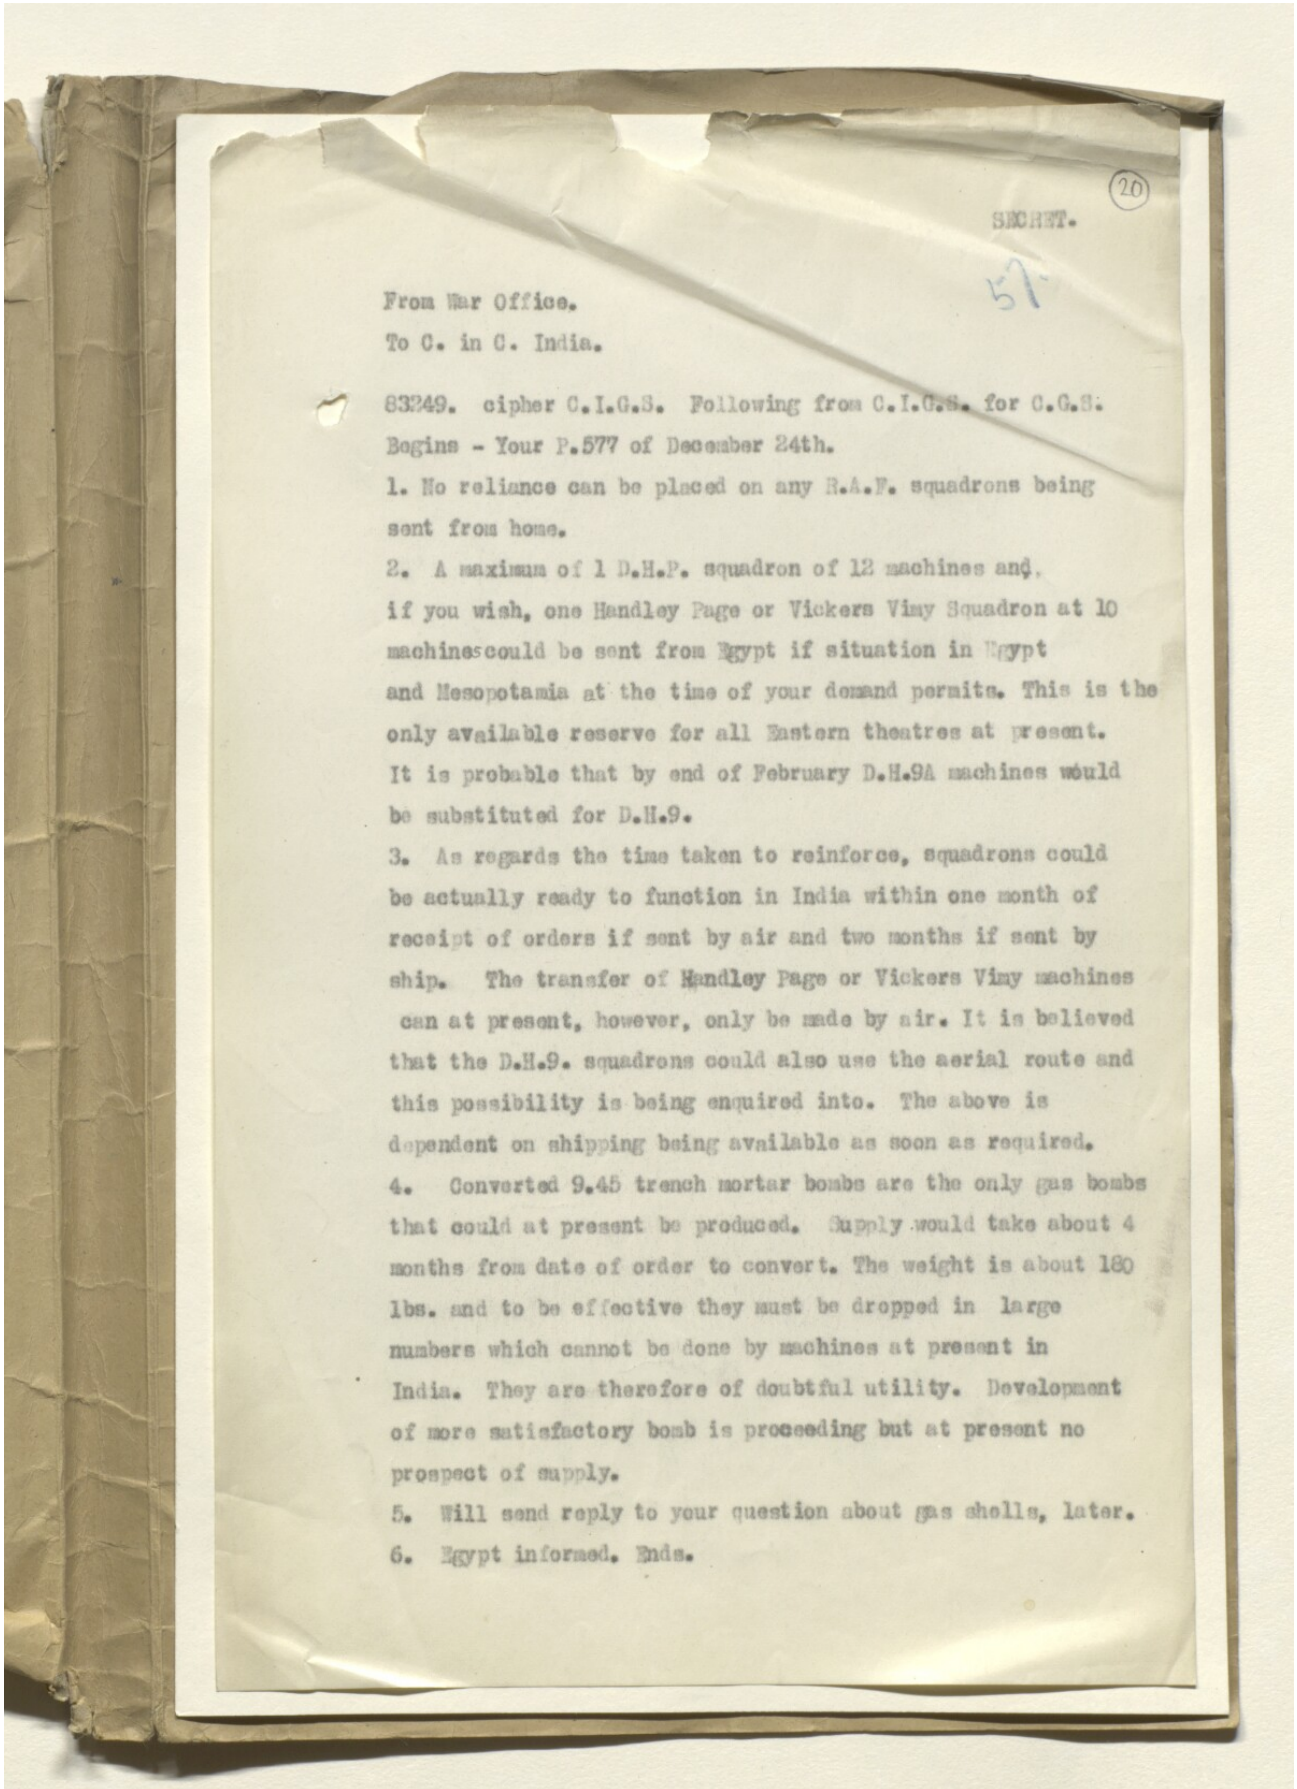 20
SECRET.
57.
From War Office.
To C. in C. India.
83249. cipher C.I.G.S. Following from C.I.G.S. for C.G.S.
Begins - Your P.577 of December 24th.
1. No reliance can be placed on any R.A.F. squadrons being
sent from home.
2. A maximum of 1 D.H.P. squadron of 12 machines and,
if you wish, one Handley Page or Vickers Vimy Squadron at 10
machines could be sent from Egypt if situation in Egypt
and Mesopotamia at the time of your demand permits. This is the
only available reserve for all Eastern theatres at present.
It is probable that by end of February D.H.9A machines would
be substituted for D.H.9.
3. As regards the time taken to reinforce, squadrons could
be actually ready to function in India within one month of
receipt of orders if sent by air and two months if sent by
ship. The transfer of Handley Page or Vickers Vimy machines
can at present, however, only be made by air. It is believed
that the D.H.9. squadrons could also use the aerial route and
this possibility is being enquired into. The above is
dependent on shipping being available as soon as required.
4. Converted 9.45 trench mortar bombs are the only gas bombs
that could at present be produced. Supply would take about 4
months from date of order to convert. The weight is about 180
lbs. and to be effective they must be dropped in large
numbers which cannot be done by machines at present in
India. They are therefore of doubtful utility. Development
of more satisfactory bomb is proceeding but at present no
prospect of supply.
5. Will send reply to your question about gas shells, later.
6. Egypt informed. Ends.